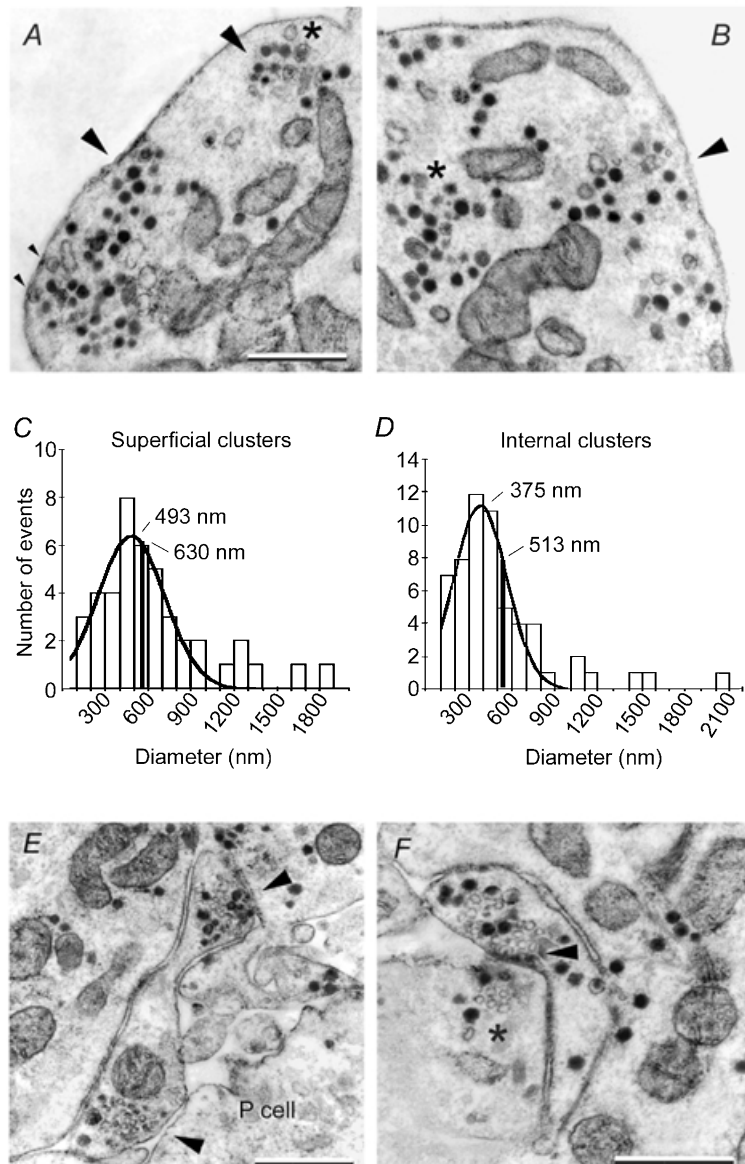 A
*
B
*
C
Superficial clusters
Number of events
10
8
6
4
2
0
493 nm
630 nm
300
600
900
1200
1500
1800
Diameter (nm)
D
Internal clusters
14
12
10
8
6
4
2
0
375 nm
513 nm
300
600
900
1200
1500
1800
2100
Diameter (nm)
E
P cell
F
*